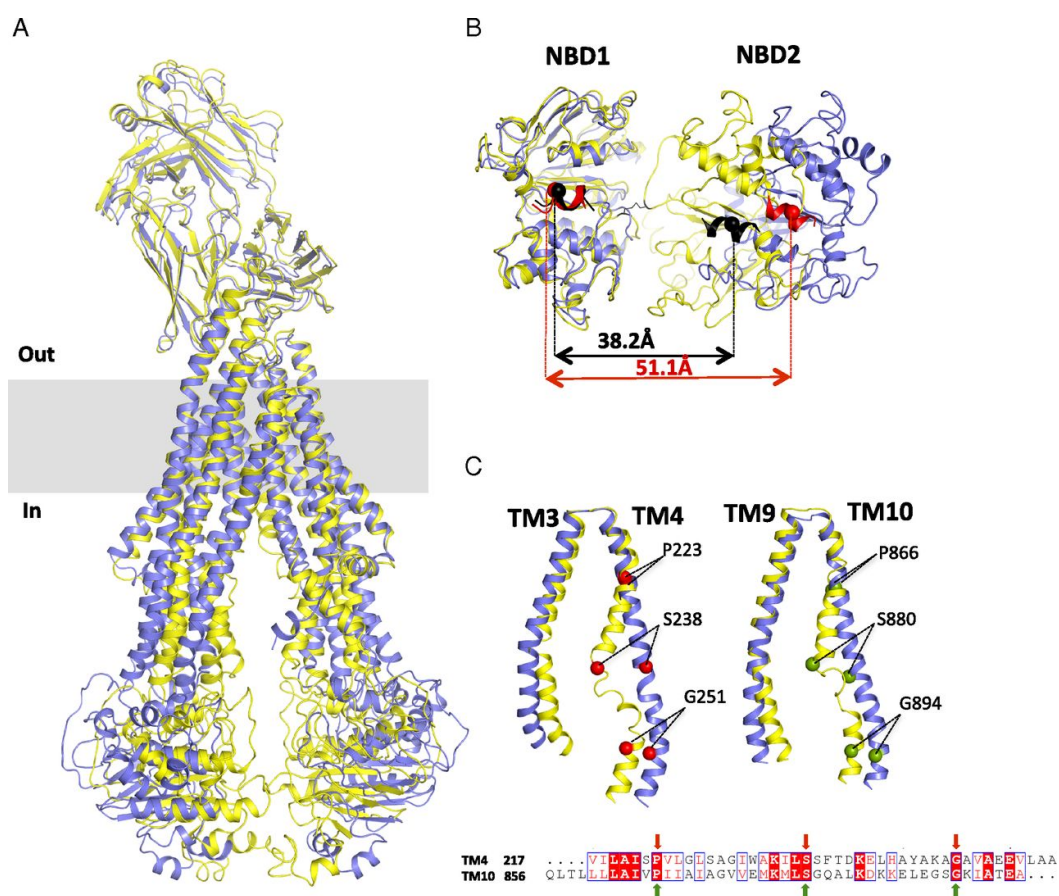 A
B
NBD1 NBD2
Out
38.2Å
51.1Å
In
C
TM3 TM4 TM9 TM10
P223 P866
S238 S880
G251 G894
TM4 217 ....VILAISPVLGLSAGIWAKILSSFTDKELHAYAKAGAVAEEVLAA
TM10 856 QLTLLLLAIVPIIAIAGVVEMKMLSGQALKDKKELEGSGKIATEA...